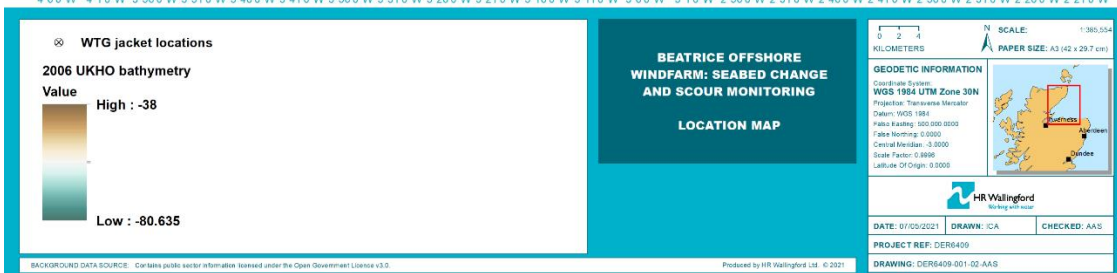 WTG jacket locations
2006 UKHO bathymetry
Value
High : -38
Low : -80.635
BACKGROUND DATA SOURCE: Contains public sector information licensed under the Open Government Licence v3.0.
Produced by HR Wallingford Ltd. © 2021
BEATRICE OFFSHORE
WINDFARM: SEABED CHANGE
AND SCOUR MONITORING
LOCATION MAP
0 2 4
KILOMETERS
N
SCALE: 1:365,554
PAPER SIZE: A3 (42 x 29.7 cm)
GEODETIC INFORMATION
Coordinate System:
WGS 1984 UTM Zone 30N
Projection: Transverse Mercator
Datum: WGS 1984
False Easting: 500,000.0000
False Northing: 0.0000
Central Meridian: -3.0000
Scale Factor: 0.9996
Latitude Of Origin: 0.0000
Inverness
Aberdeen
Dundee
HR Wallingford
Working with water
DATE: 07/05/2021
DRAWN: ICA
CHECKED: AAS
PROJECT REF: DER6409
DRAWING: DER6409-001-02-AAS